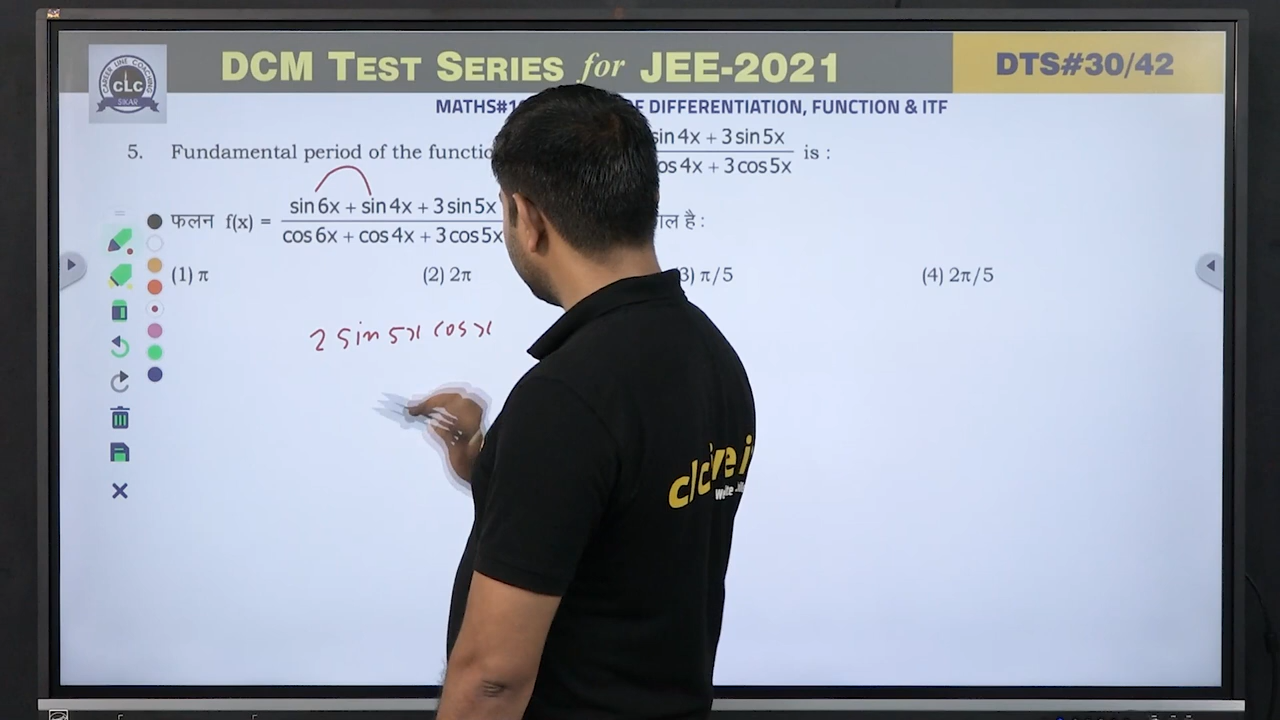 DCM TEST SERIES for JEE-2021
DTS#30/42
CAREER LINE COACHING
CLC
SIKAR
MATHS# DIFFERENTIATION, FUNCTION & ITF
5. Fundamental period of the functio sin 4x + 3 sin 5x
os 4x + 3 cos 5x is :
फलन f(x) = sin 6x + sin 4x + 3 sin 5x
cos 6x + cos 4x + 3 cos 5x ल है :
(1) π (2) 2π 3) π/5 (4) 2π/5
2 sin 5x cos x